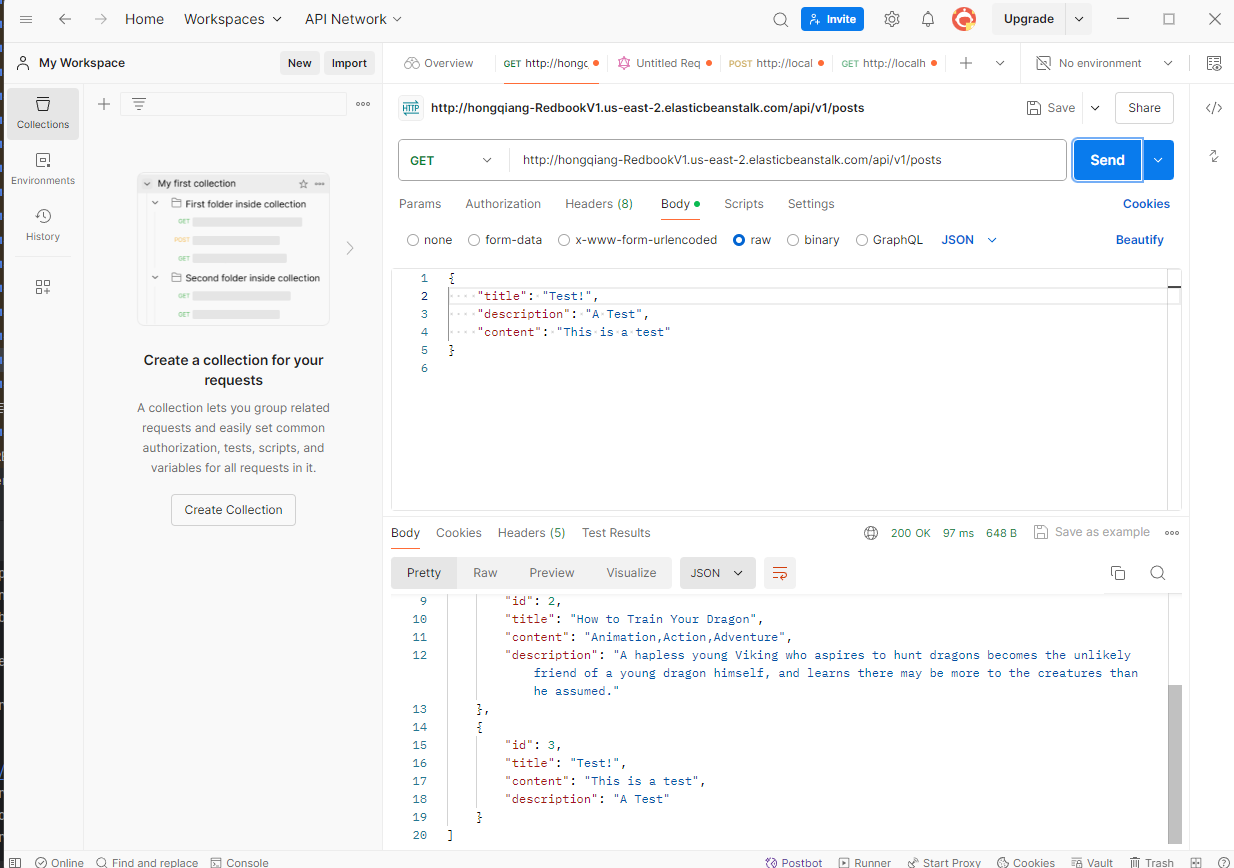 Home Workspaces API Network Invite Upgrade
My Workspace New Import Overview GET http://hongc Untitled Req POST http://local GET http://localh No environment
Collections
Environments
History
My first collection
First folder inside collection
GET
POST
GET
Second folder inside collection
GET
GET
Create a collection for your
requests
A collection lets you group related
requests and easily set common
authorization, tests, scripts, and
variables for all requests in it.
Create Collection
HTTP http://hongqiang-RedbookV1.us-east-2.elasticbeanstalk.com/api/v1/posts Save Share
GET http://hongqiang-RedbookV1.us-east-2.elasticbeanstalk.com/api/v1/posts Send
Params Authorization Headers (8) Body Scripts Settings Cookies
none form-data x-www-form-urlencoded raw binary GraphQL JSON Beautify
1 {
2 "title": "Test!",
3 "description": "A Test",
4 "content": "This is a test"
5 }
6
Body Cookies Headers (5) Test Results 200 OK 97 ms 648 B Save as example
Pretty Raw Preview Visualize JSON
9 "id": 2,
10 "title": "How to Train Your Dragon",
11 "content": "Animation,Action,Adventure",
12 "description": "A hapless young Viking who aspires to hunt dragons becomes the unlikely
friend of a young dragon himself, and learns there may be more to the creatures than
he assumed."
13 },
14 {
15 "id": 3,
16 "title": "Test!",
17 "content": "This is a test",
18 "description": "A Test"
19 }
20 ]
Online Find and replace Console Postbot Runner Start Proxy Cookies Vault Trash